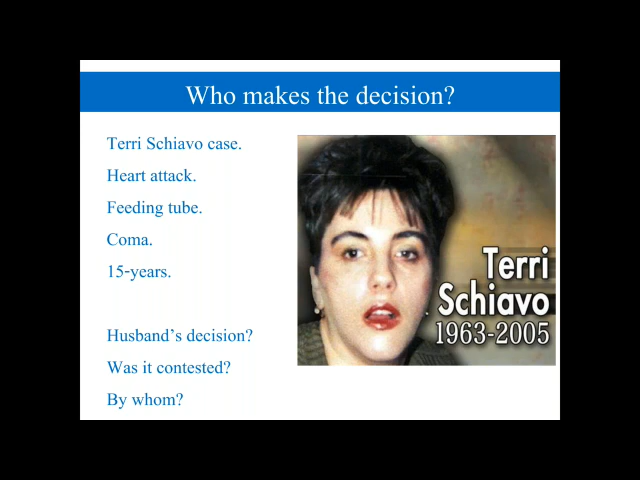 Who makes the decision?
Terri Schiavo case.
Heart attack.
Feeding tube.
Coma.
15-years.
Husband’s decision?
Was it contested?
By whom?
Terri
Schiavo
1963-2005